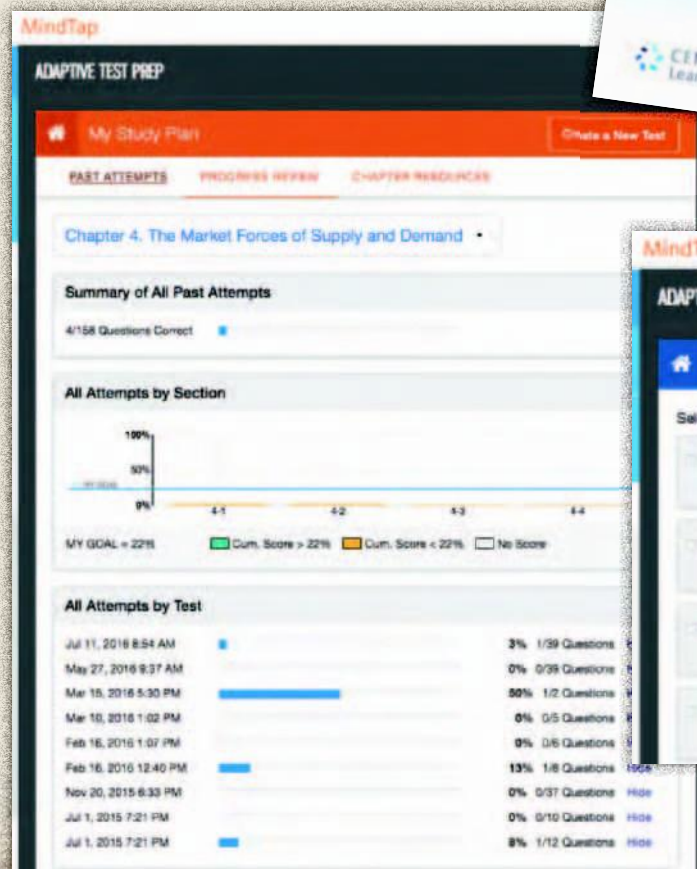 MindTap
ADAPTIVE TEST PREP
My Study Plan
Create a New Test
PAST ATTEMPTS PROGRESS REVIEW CHAPTER RESOURCES
Chapter 4. The Market Forces of Supply and Demand
Summary of All Past Attempts
4/158 Questions Correct
All Attempts by Section
100%
50%
MY GOAL
0%
4-1 4-2 4-3 4-4
MY GOAL = 22% Cum. Score > 22% Cum. Score < 22% No Score
All Attempts by Test
Jul 11, 2016 8:54 AM 3% 1/39 Questions
May 27, 2016 9:37 AM 0% 0/39 Questions
Mar 15, 2016 5:30 PM 50% 1/2 Questions
Mar 10, 2016 1:02 PM 0% 0/5 Questions
Feb 16, 2016 1:07 PM 0% 0/6 Questions
Feb 16, 2016 12:40 PM 13% 1/8 Questions Hide
Nov 20, 2015 6:33 PM 0% 0/37 Questions Hide
Jul 1, 2015 7:21 PM 0% 0/10 Questions Hide
Jul 1, 2015 7:21 PM 8% 1/12 Questions Hide